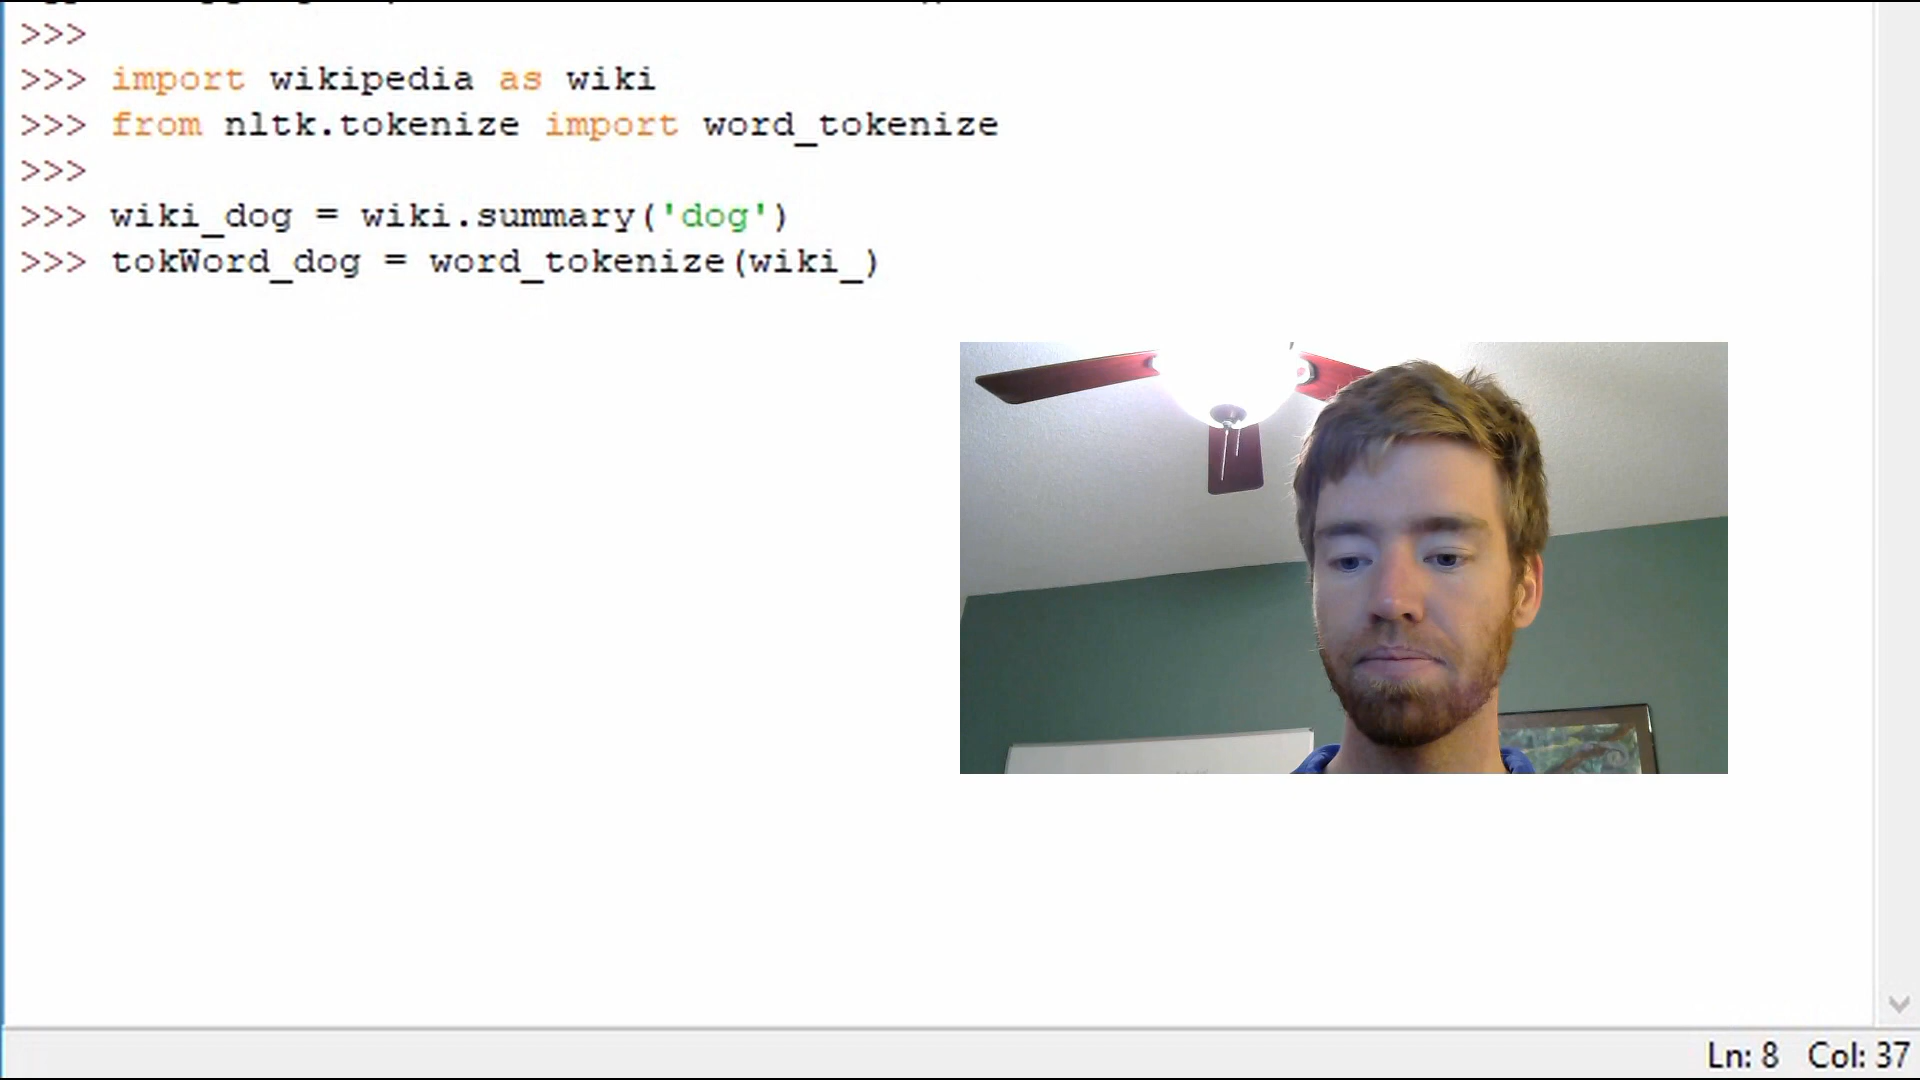 >>>
>>> import wikipedia as wiki
>>> from nltk.tokenize import word_tokenize
>>>
>>> wiki_dog = wiki.summary('dog')
>>> tokWord_dog = word_tokenize(wiki_)
Ln: 8 Col: 37